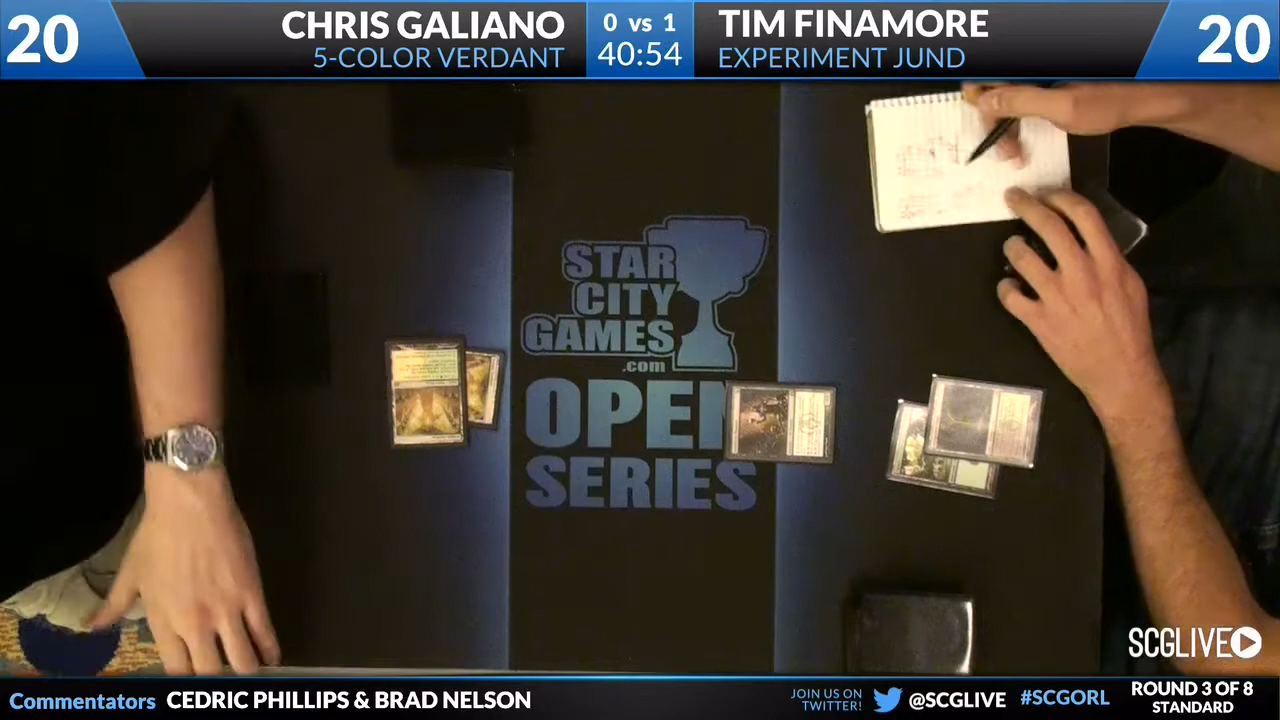 20
CHRIS GALIANO
5-COLOR VERDANT
0 vs 1
40:54
TIM FINAMORE
EXPERIMENT JUND
20
STAR
CITY
GAMES
.com
OPEN
SERIES
SCGLIVE
Commentators CEDRIC PHILLIPS & BRAD NELSON
JOIN US ON
TWITTER!
@SCGLIVE
#SCGORL
ROUND 3 OF 8
STANDARD